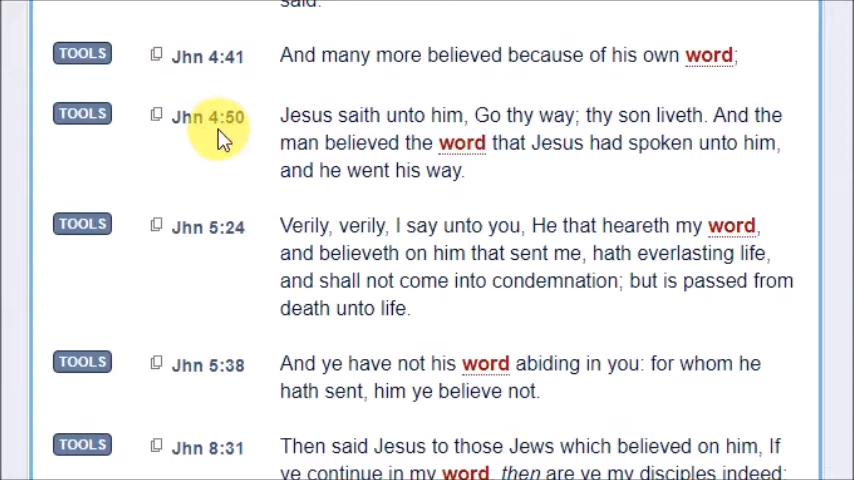 said.
TOOLS Jhn 4:41 And many more believed because of his own word;
TOOLS Jhn 4:50 Jesus saith unto him, Go thy way; thy son liveth. And the
man believed the word that Jesus had spoken unto him,
and he went his way.
TOOLS Jhn 5:24 Verily, verily, I say unto you, He that heareth my word,
and believeth on him that sent me, hath everlasting life,
and shall not come into condemnation; but is passed from
death unto life.
TOOLS Jhn 5:38 And ye have not his word abiding in you: for whom he
hath sent, him ye believe not.
TOOLS Jhn 8:31 Then said Jesus to those Jews which believed on him, If
ye continue in my word, then are ye my disciples indeed;